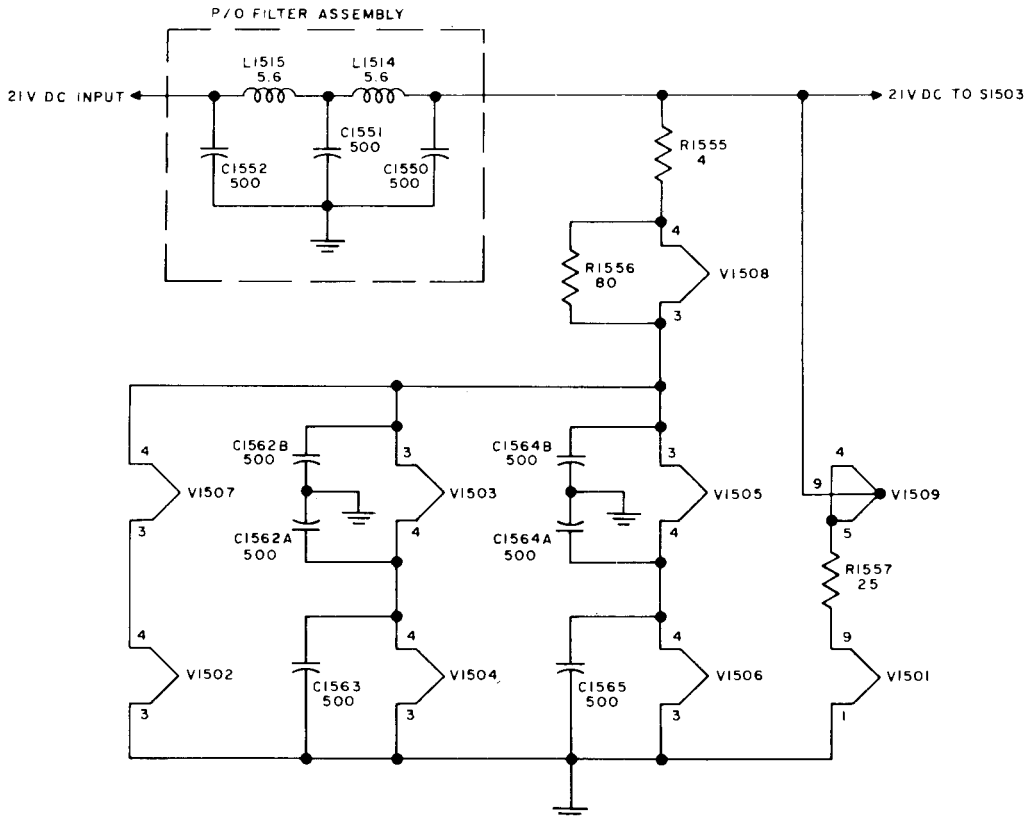 P/O FILTER ASSEMBLY
L1515
5.6
L1514
5.6
21V DC INPUT
21V DC TO S1503
C1552
500
C1551
500
C1550
500
R1555
4
4
R1556
80
V1508
3
4
C1562B
500
3
C1564B
500
3
4
V1507
V1503
V1505
9
V1509
3
C1562A
500
4
C1564A
500
4
5
R1557
25
4
4
4
9
V1502
C1563
500
V1504
C1565
500
V1506
V1501
3
3
3
1